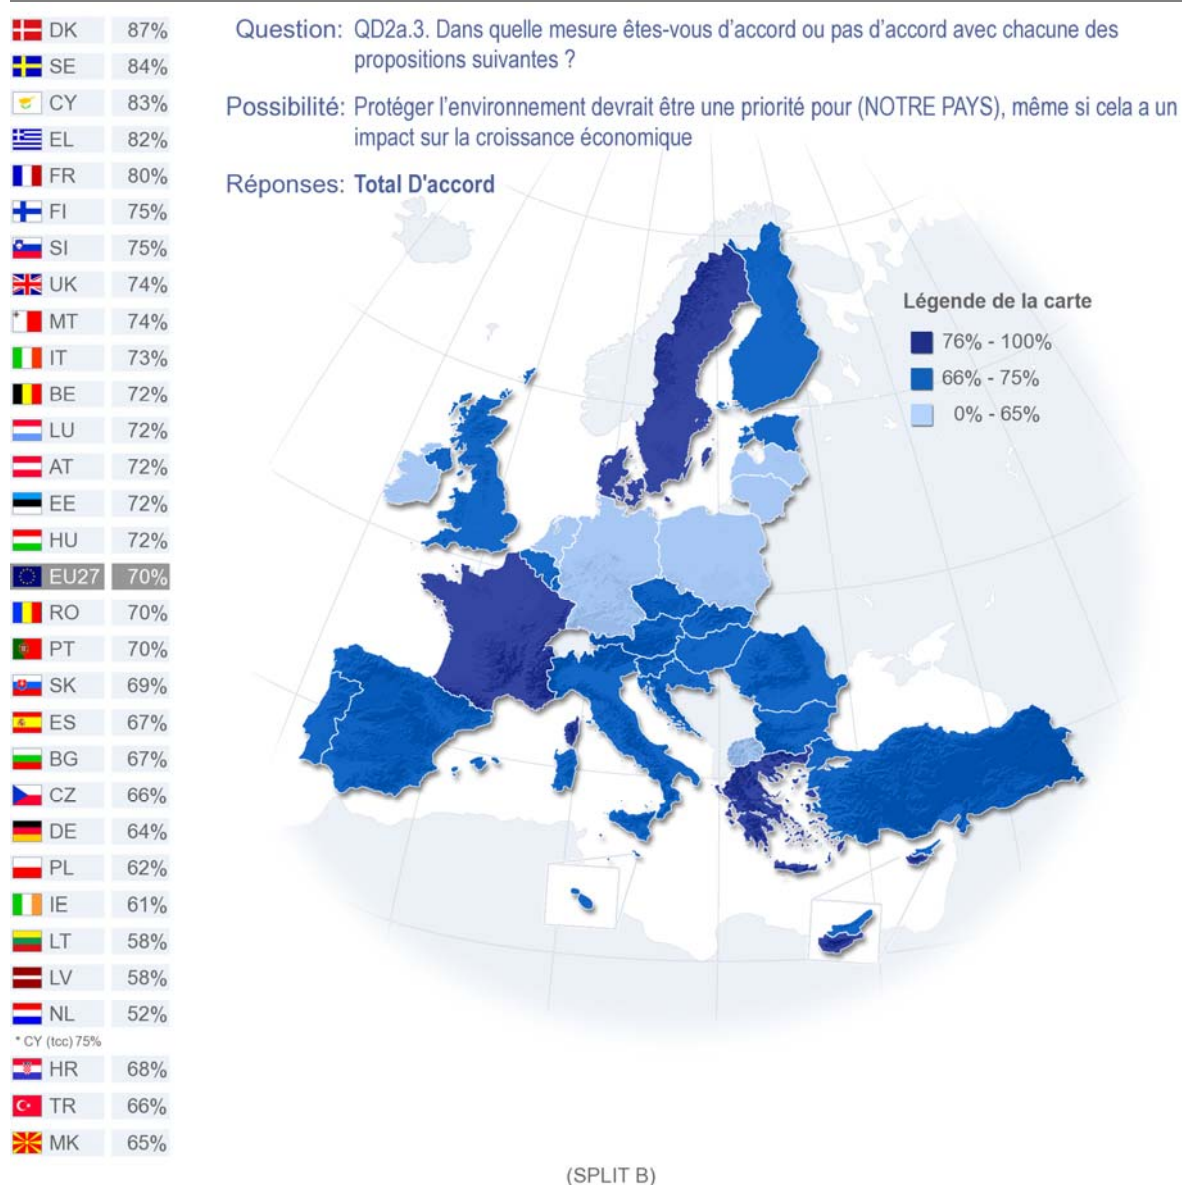 DK 87%
SE 84%
CY 83%
EL 82%
FR 80%
FI 75%
SI 75%
UK 74%
MT 74%
IT 73%
BE 72%
LU 72%
AT 72%
EE 72%
HU 72%
EU27 70%
RO 70%
PT 70%
SK 69%
ES 67%
BG 67%
CZ 66%
DE 64%
PL 62%
IE 61%
LT 58%
LV 58%
NL 52%
* CY (tcc) 75%
HR 68%
TR 66%
MK 65%
Question: QD2a.3. Dans quelle mesure êtes-vous d’accord ou pas d’accord avec chacune des
propositions suivantes ?
Possibilité: Protéger l’environnement devrait être une priorité pour (NOTRE PAYS), même si cela a un
impact sur la croissance économique
Réponses: Total D'accord
Légende de la carte
76% - 100%
66% - 75%
0% - 65%
(SPLIT B)